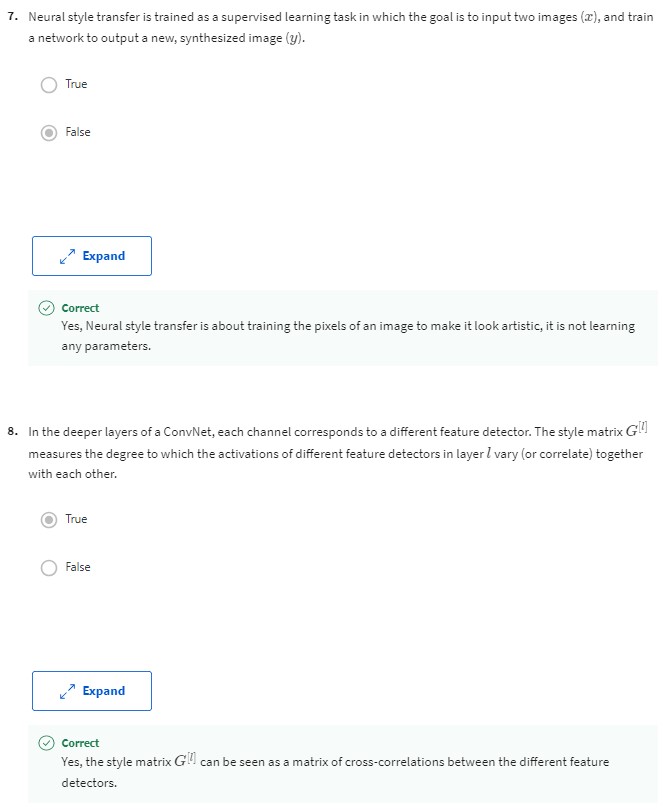 7. Neural style transfer is trained as a supervised learning task in which the goal is to input two images (x), and train
a network to output a new, synthesized image (y).
True
False
Expand
Correct
Yes, Neural style transfer is about training the pixels of an image to make it look artistic, it is not learning
any parameters.
8. In the deeper layers of a ConvNet, each channel corresponds to a different feature detector. The style matrix G^[l]
measures the degree to which the activations of different feature detectors in layer l vary (or correlate) together
with each other.
True
False
Expand
Correct
Yes, the style matrix G^[l] can be seen as a matrix of cross-correlations between the different feature
detectors.